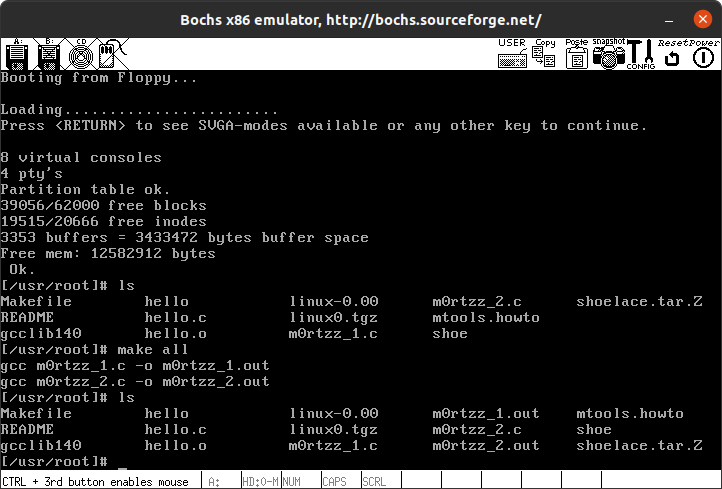 Bochs x86 emulator, http://bochs.sourceforge.net/
A: B: CD USER Copy Paste snapshot CONFIG Reset Power
Booting from Floppy...
Loading........................
Press <RETURN> to see SVGA-modes available or any other key to continue.
8 virtual consoles
4 pty's
Partition table ok.
39056/62000 free blocks
19515/20666 free inodes
3353 buffers = 3433472 bytes buffer space
Free mem: 12582912 bytes
 Ok.
[/usr/root]# ls
Makefile hello linux-0.00 m0rtzz_2.c shoelace.tar.Z
README hello.c linux0.tgz mtools.howto
gcclib140 hello.o m0rtzz_1.c shoe
[/usr/root]# make all
gcc m0rtzz_1.c -o m0rtzz_1.out
gcc m0rtzz_2.c -o m0rtzz_2.out
[/usr/root]# ls
Makefile hello linux-0.00 m0rtzz_1.out mtools.howto
README hello.c linux0.tgz m0rtzz_2.c shoe
gcclib140 hello.o m0rtzz_1.c m0rtzz_2.out shoelace.tar.Z
[/usr/root]# _
CTRL + 3rd button enables mouse A: HD:0-M NUM CAPS SCRL